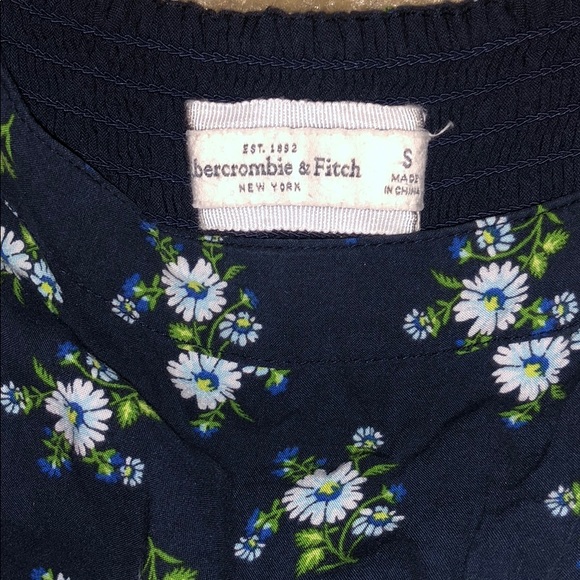 EST. 1892
Abercrombie & Fitch
NEW YORK
S
MADE
IN CHINA